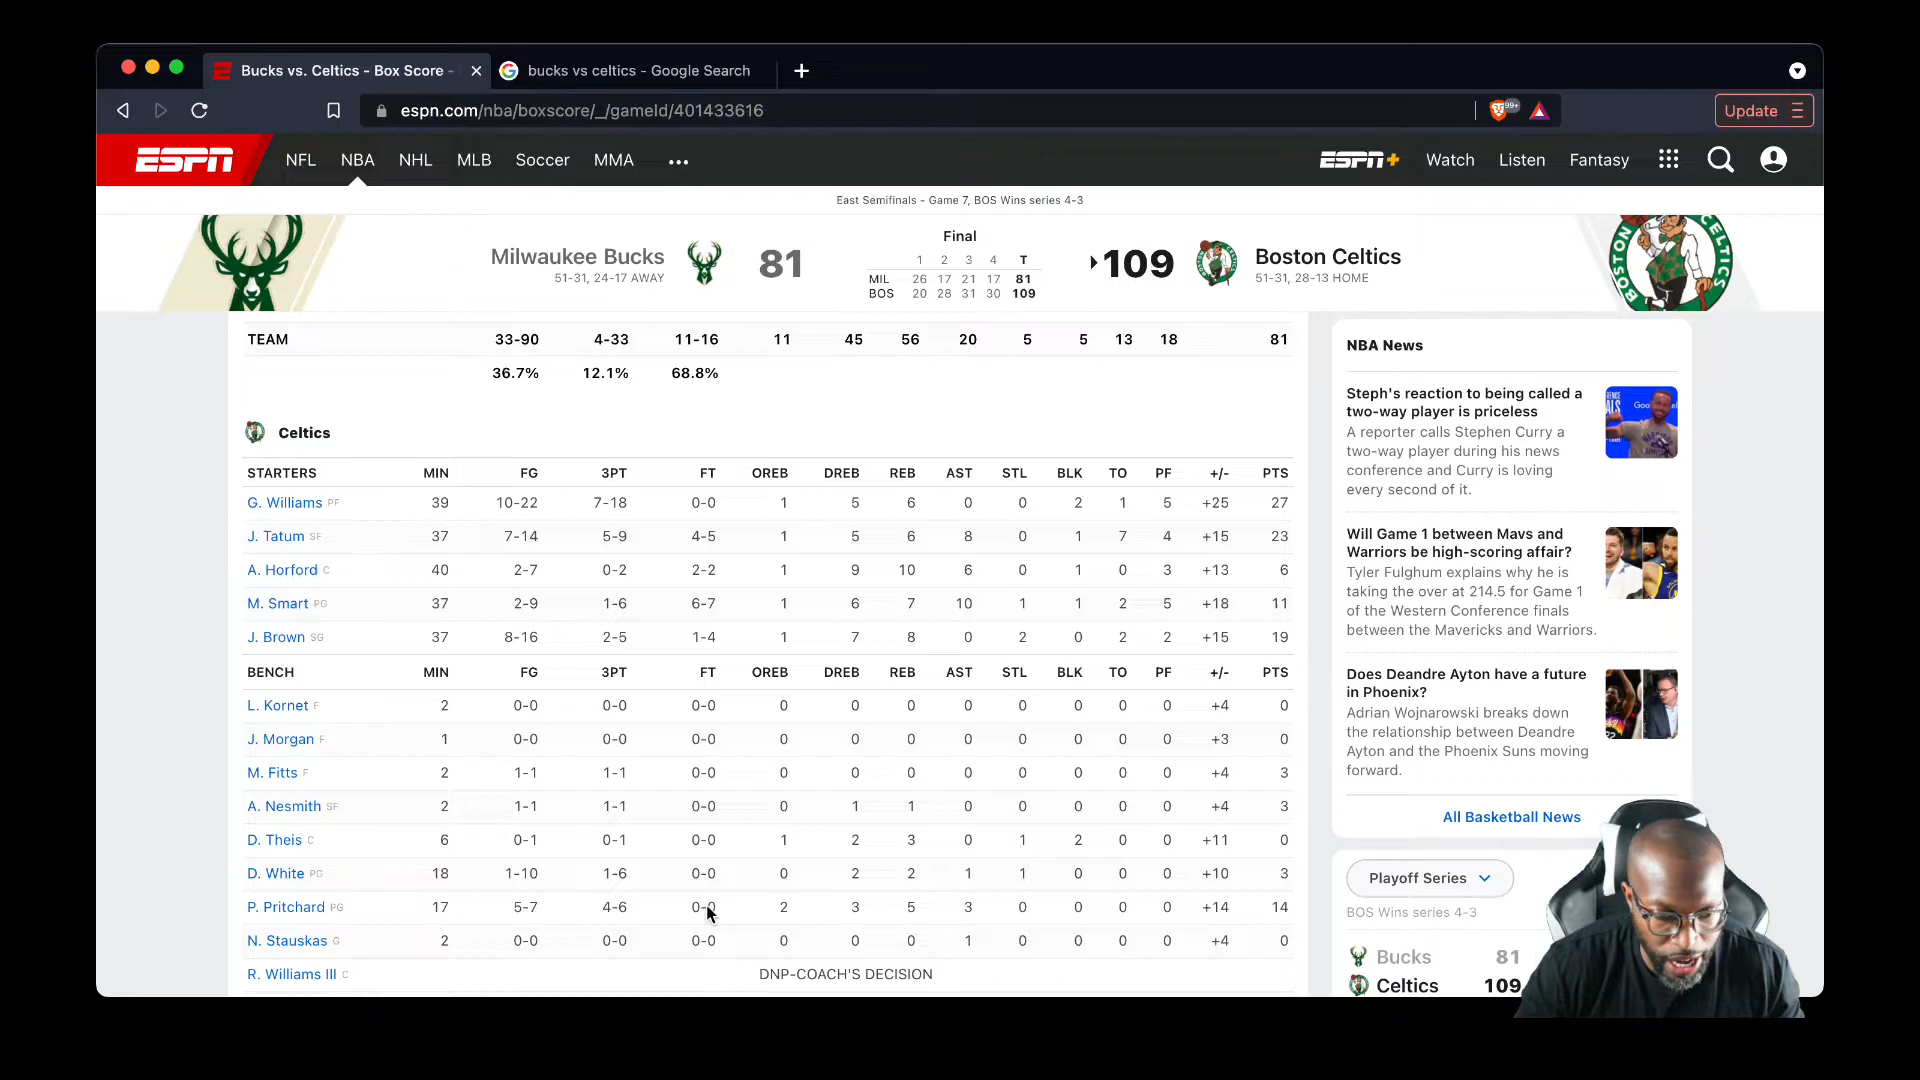 Bucks vs. Celtics - Box Score -
bucks vs celtics - Google Search
espn.com/nba/boxscore/_/gameId/401433616
99+
Update
ESPN NFL NBA NHL MLB Soccer MMA
ESPN+ Watch Listen Fantasy
East Semifinals - Game 7, BOS Wins series 4-3
Milwaukee Bucks
51-31, 24-17 AWAY
81
Final
1 2 3 4 T
MIL 26 17 21 17 81
BOS 20 28 31 30 109
109
Boston Celtics
51-31, 28-13 HOME
BOSTON CELTICS
TEAM 33-90 4-33 11-16 11 45 56 20 5 5 13 18 81
36.7% 12.1% 68.8%
Celtics
STARTERS MIN FG 3PT FT OREB DREB REB AST STL BLK TO PF +/- PTS
G. Williams PF 39 10-22 7-18 0-0 1 5 6 0 0 2 1 5 +25 27
J. Tatum SF 37 7-14 5-9 4-5 1 5 6 8 0 1 7 4 +15 23
A. Horford C 40 2-7 0-2 2-2 1 9 10 6 0 1 0 3 +13 6
M. Smart PG 37 2-9 1-6 6-7 1 6 7 10 1 1 2 5 +18 11
J. Brown SG 37 8-16 2-5 1-4 1 7 8 0 2 0 2 2 +15 19
BENCH MIN FG 3PT FT OREB DREB REB AST STL BLK TO PF +/- PTS
L. Kornet F 2 0-0 0-0 0-0 0 0 0 0 0 0 0 0 +4 0
J. Morgan F 1 0-0 0-0 0-0 0 0 0 0 0 0 0 0 +3 0
M. Fitts F 2 1-1 1-1 0-0 0 0 0 0 0 0 0 0 +4 3
A. Nesmith SF 2 1-1 1-1 0-0 0 1 1 0 0 0 0 0 +4 3
D. Theis C 6 0-1 0-1 0-0 1 2 3 0 1 2 0 0 +11 0
D. White PG 18 1-10 1-6 0-0 0 2 2 1 1 0 0 0 +10 3
P. Pritchard PG 17 5-7 4-6 0-0 2 3 5 3 0 0 0 0 +14 14
N. Stauskas G 2 0-0 0-0 0-0 0 0 0 1 0 0 0 0 +4 0
R. Williams III C DNP-COACH'S DECISION
NBA News
Steph's reaction to being called a
two-way player is priceless
A reporter calls Stephen Curry a
two-way player during his news
conference and Curry is loving
every second of it.
Will Game 1 between Mavs and
Warriors be high-scoring affair?
Tyler Fulghum explains why he is
taking the over at 214.5 for Game 1
of the Western Conference finals
between the Mavericks and Warriors.
Does Deandre Ayton have a future
in Phoenix?
Adrian Wojnarowski breaks down
the relationship between Deandre
Ayton and the Phoenix Suns moving
forward.
All Basketball News
Playoff Series
BOS Wins series 4-3
Bucks 81
Celtics 109